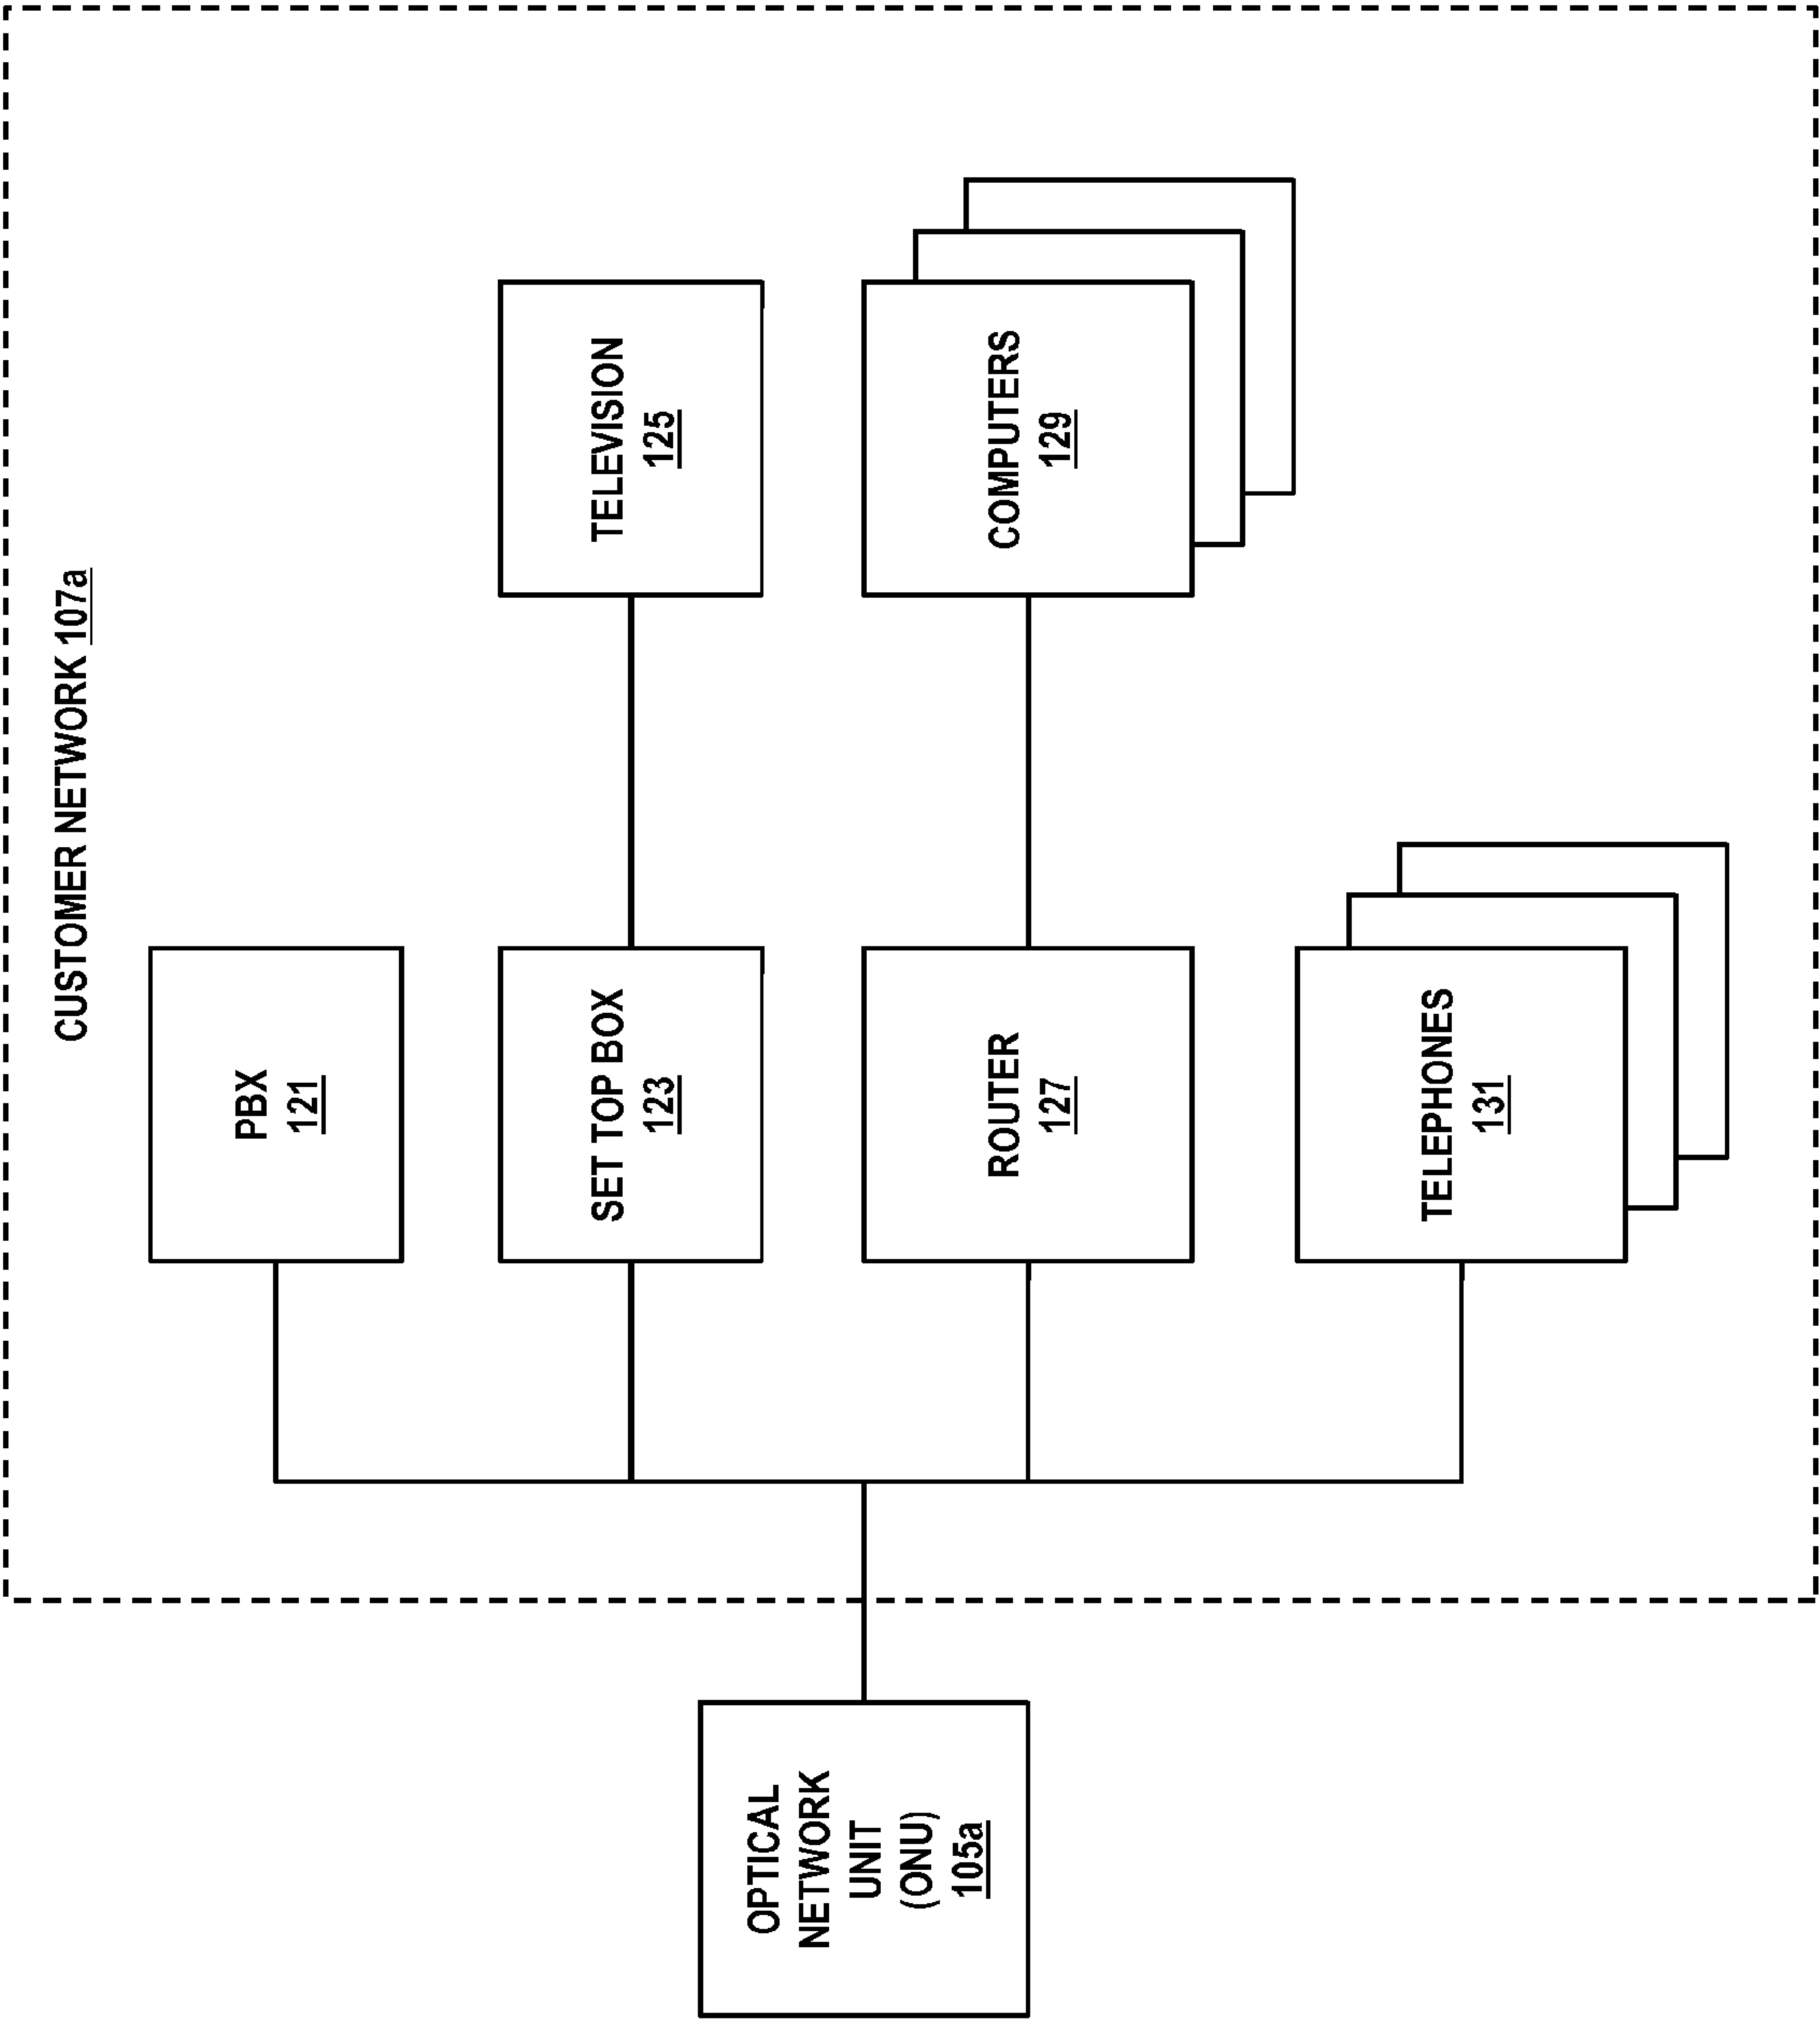 CUSTOMER NETWORK 107a
PBX
121
SET TOP BOX
123
TELEVISION
125
OPTICAL
NETWORK
UNIT
(ONU)
105a
ROUTER
127
COMPUTERS
129
TELEPHONES
131